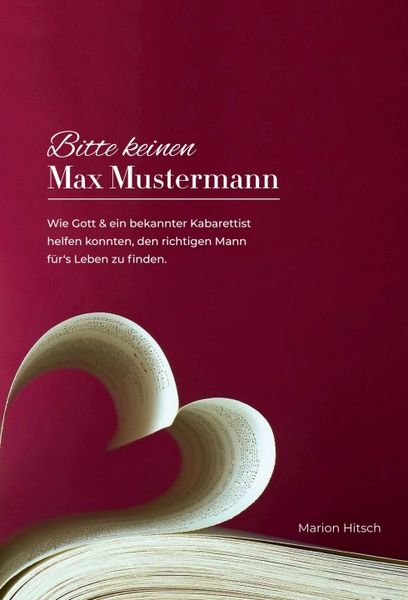 Bitte keinen
Max Mustermann
Wie Gott & ein bekannter Kabarettist
helfen konnten, den richtigen Mann
für's Leben zu finden.
Marion Hitsch